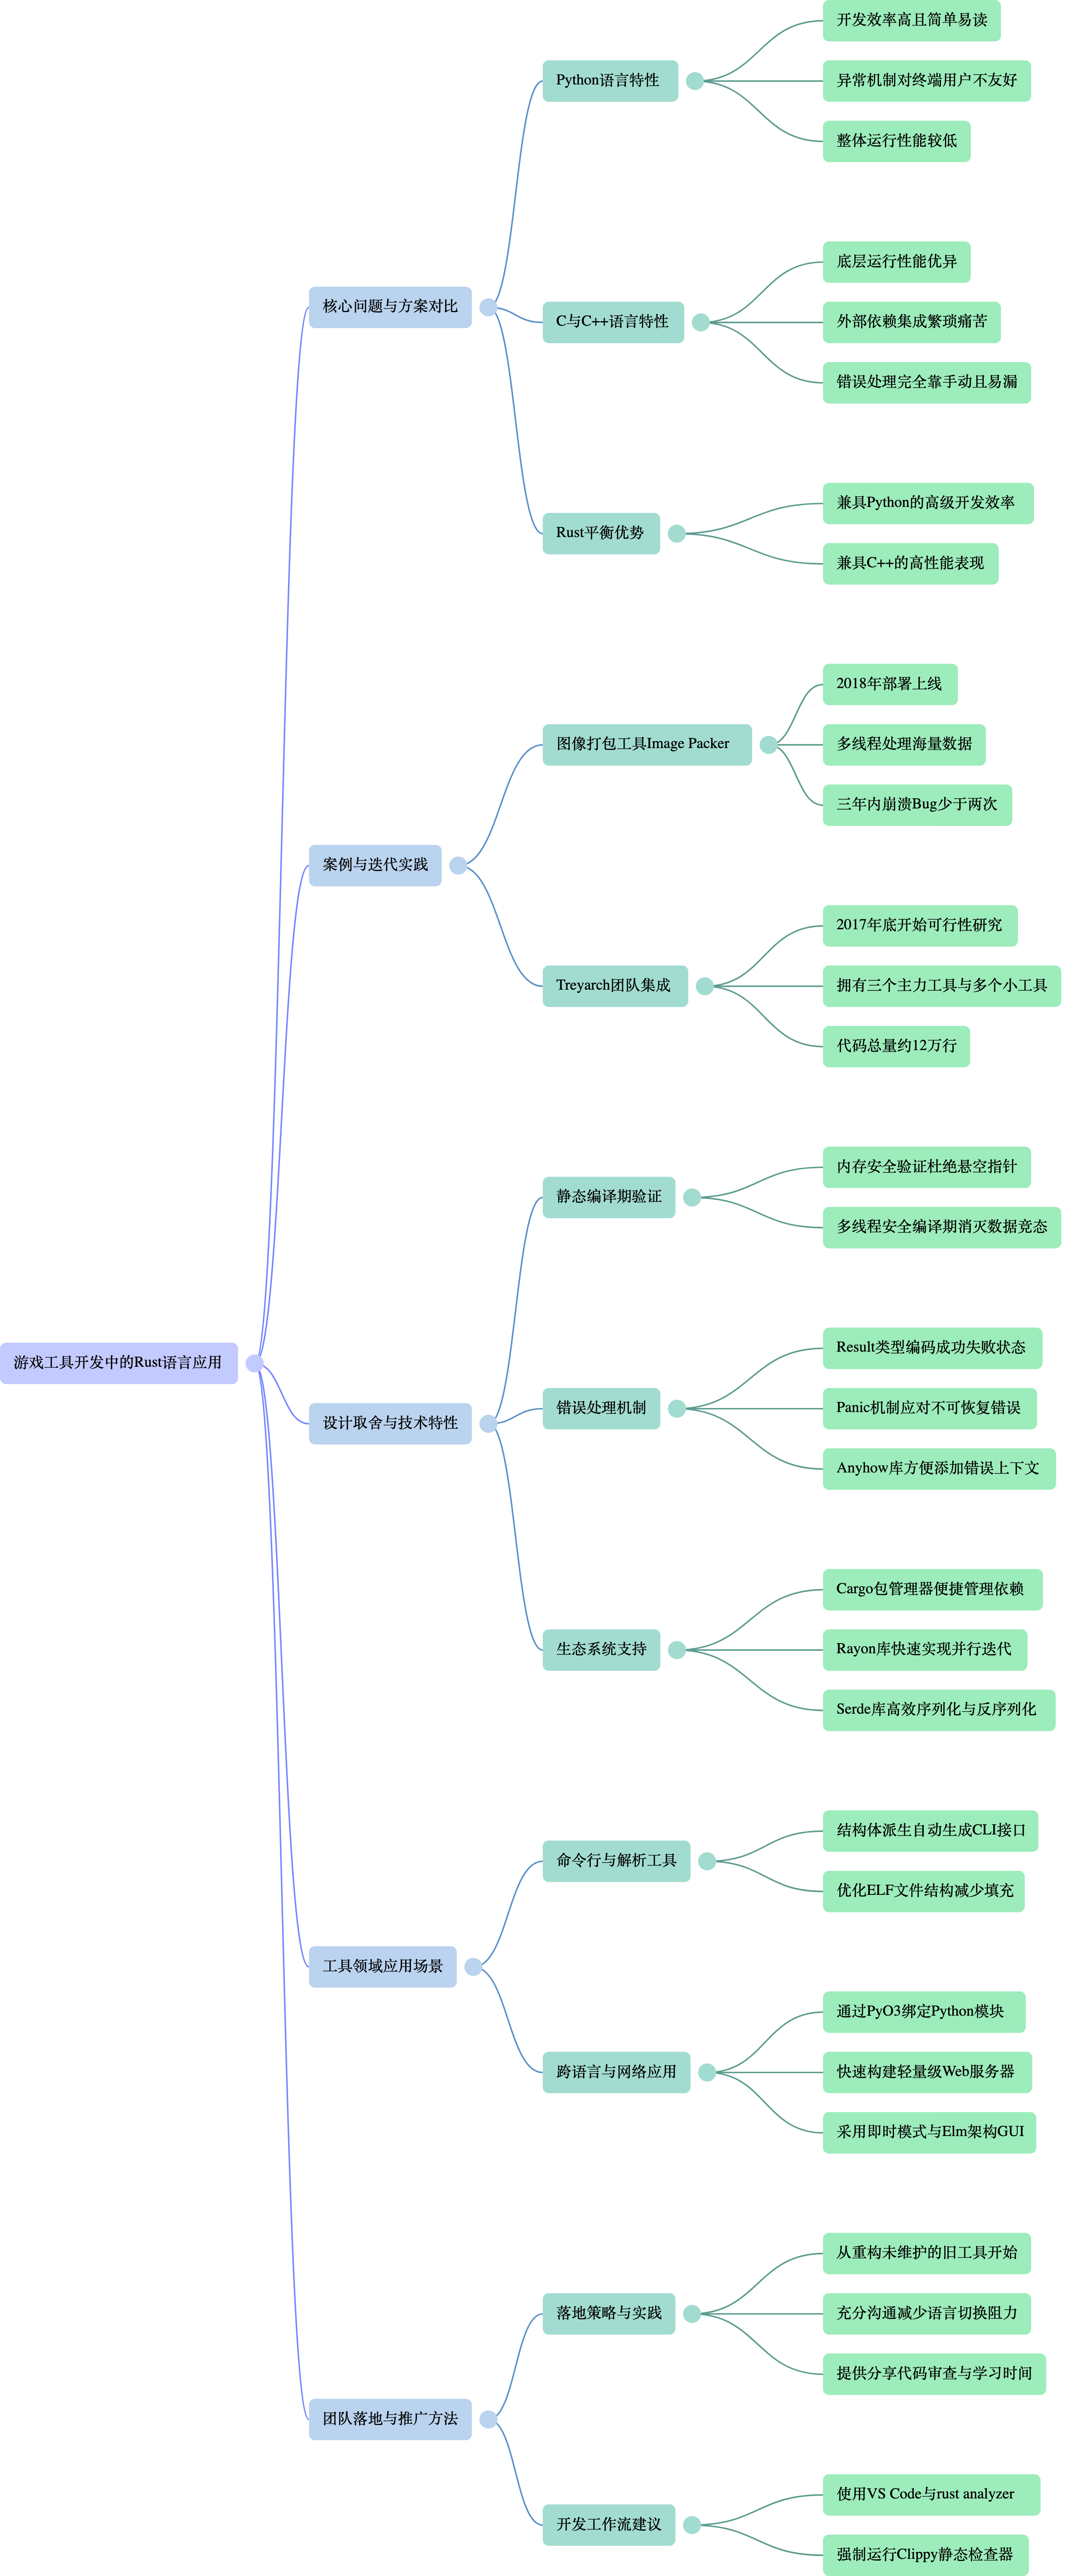 游戏工具开发中的Rust语言应用
核心问题与方案对比
Python语言特性
开发效率高且简单易读
异常机制对终端用户不友好
整体运行性能较低
C与C++语言特性
底层运行性能优异
外部依赖集成繁琐痛苦
错误处理完全靠手动且易漏
Rust平衡优势
兼具Python的高级开发效率
兼具C++的高性能表现
案例与迭代实践
图像打包工具Image Packer
2018年部署上线
多线程处理海量数据
三年内崩溃Bug少于两次
Treyarch团队集成
2017年底开始可行性研究
拥有三个主力工具与多个小工具
代码总量约12万行
设计取舍与技术特性
静态编译期验证
内存安全验证杜绝悬空指针
多线程安全编译期消灭数据竞态
错误处理机制
Result类型编码成功失败状态
Panic机制应对不可恢复错误
Anyhow库方便添加错误上下文
生态系统支持
Cargo包管理器便捷管理依赖
Rayon库快速实现并行迭代
Serde库高效序列化与反序列化
工具领域应用场景
命令行与解析工具
结构体派生自动生成CLI接口
优化ELF文件结构减少填充
跨语言与网络应用
通过PyO3绑定Python模块
快速构建轻量级Web服务器
采用即时模式与Elm架构GUI
团队落地与推广方法
落地策略与实践
从重构未维护的旧工具开始
充分沟通减少语言切换阻力
提供分享代码审查与学习时间
开发工作流建议
使用VS Code与rust analyzer
强制运行Clippy静态检查器